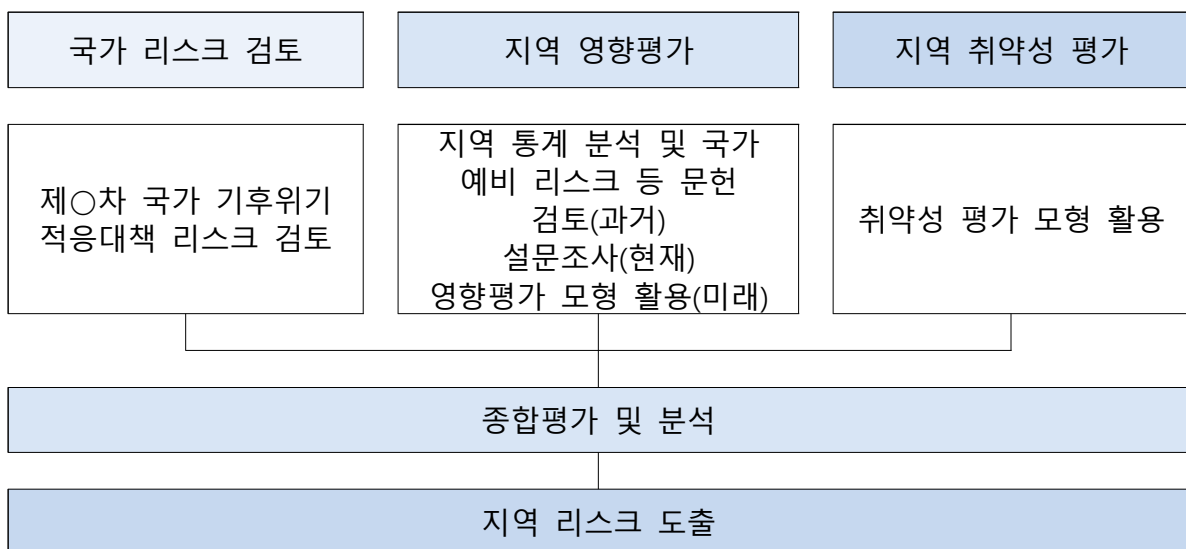 국가 리스크 검토
지역 영향평가
지역 취약성 평가
제○차 국가 기후위기
적응대책 리스크 검토
지역 통계 분석 및 국가
예비 리스크 등 문헌
검토(과거)
설문조사(현재)
영향평가 모형 활용(미래)
취약성 평가 모형 활용
종합평가 및 분석
지역 리스크 도출